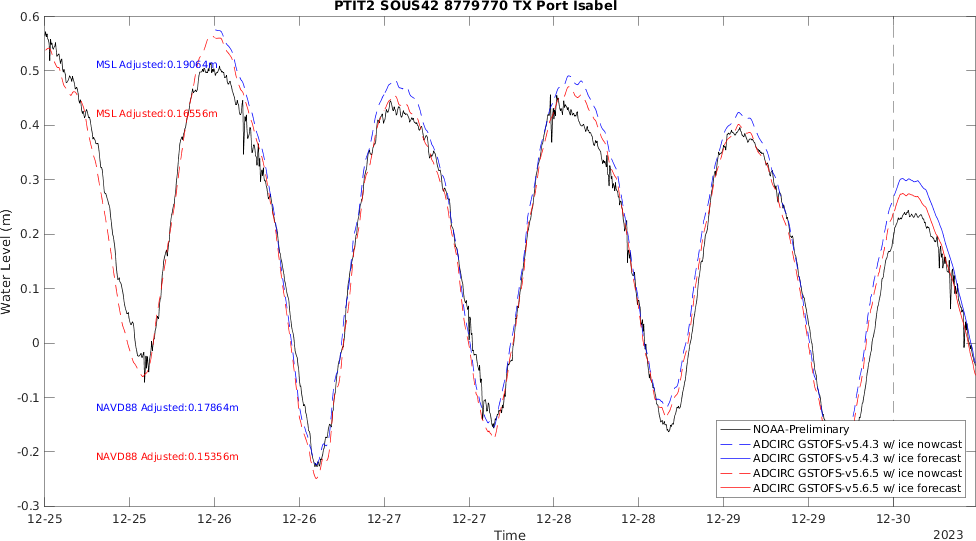 PTIT2 SOUS42 8779770 TX Port Isabel
0.6
0.5
0.4
0.3
0.2
0.1
0
-0.1
-0.2
-0.3
Water Level (m)
MSL Adjusted:0.19064m
MSL Adjusted:0.16556m
NAVD88 Adjusted:0.17864m
NAVD88 Adjusted:0.15356m
NOAA-Preliminary
ADCIRC GSTOFS-v5.4.3 w/ ice nowcast
ADCIRC GSTOFS-v5.4.3 w/ ice forecast
ADCIRC GSTOFS-v5.6.5 w/ ice nowcast
ADCIRC GSTOFS-v5.6.5 w/ ice forecast
12-25 12-25 12-26 12-26 12-27 12-27 12-28 12-28 12-29 12-29 12-30
Time
2023